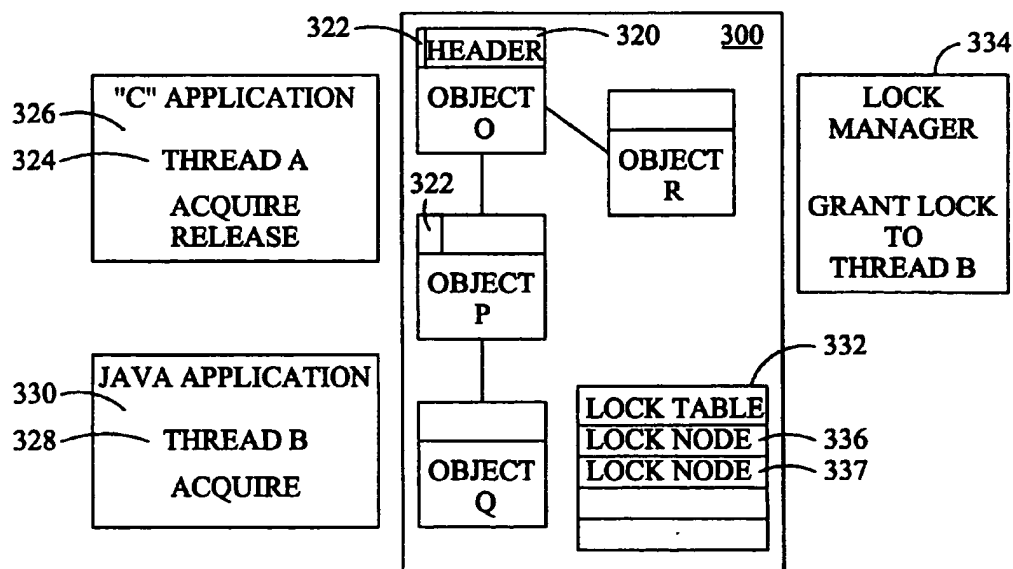 322
HEADER
320
300
334
"C" APPLICATION
326
324
THREAD A
ACQUIRE
RELEASE
OBJECT
O
OBJECT
R
LOCK
MANAGER
GRANT LOCK
TO
THREAD B
322
OBJECT
P
JAVA APPLICATION
330
328
THREAD B
ACQUIRE
OBJECT
Q
332
LOCK TABLE
LOCK NODE
336
LOCK NODE
337